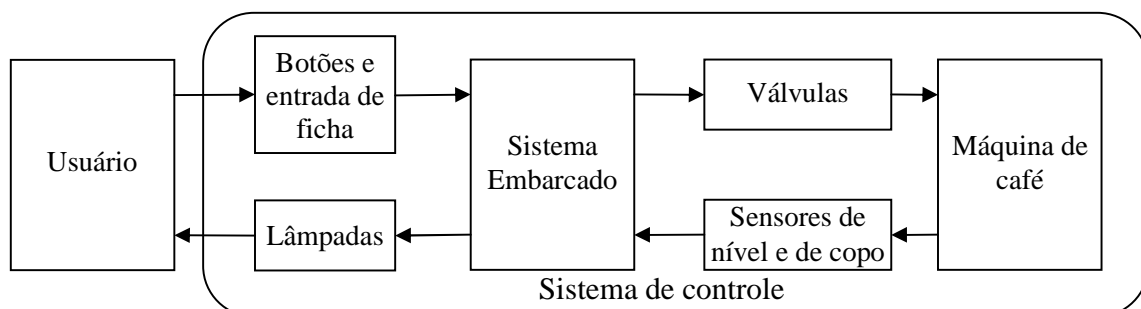 Usuário
Botões e
entrada de
ficha
Lâmpadas
Sistema
Embarcado
Válvulas
Sensores de
nível e de copo
Máquina de
café
Sistema de controle